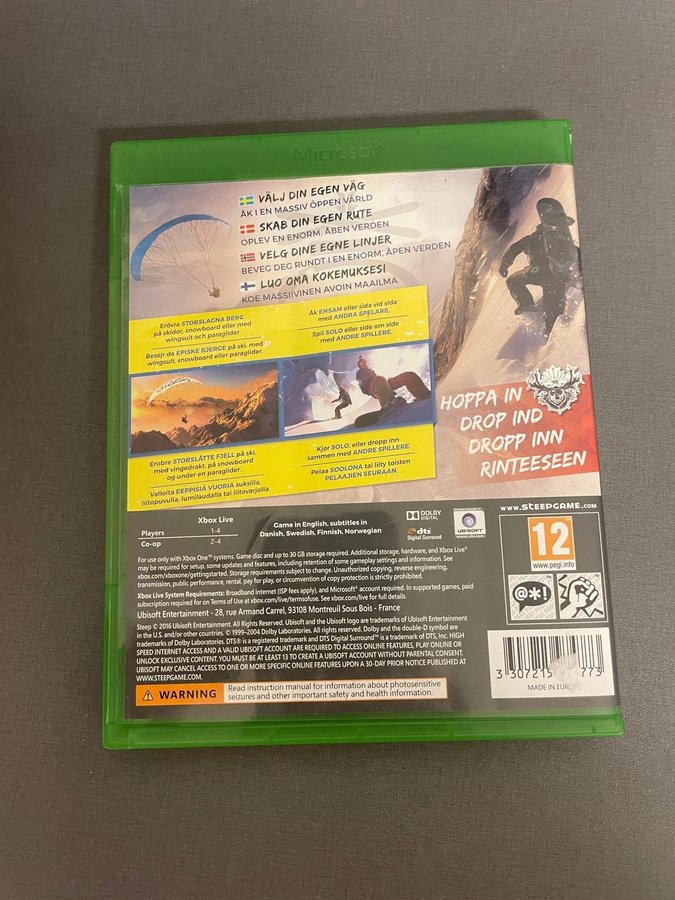 Microsoft
VÄLJ DIN EGEN VÄG
ÅK I EN MASSIV ÖPPEN VÄRLD
SKAB DIN EGEN RUTE
OPLEV EN ENORM, ÅBEN VERDEN
VELG DINE EGNE LINJER
BEVEG DEG RUNDT I EN ENORM, ÅPEN VERDEN
LUO OMA KOKEMUKSESI
KOE MASSIIVINEN AVOIN MAAILMA
Erövra STORSLAGNA BERG
på skidor, snowboard eller med
wingsuit och paraglider.
Besejr de EPISKE BJERGE på ski, med
wingsuit, snowboard eller paraglider.
Åk ENSAM eller sida vid sida
med ANDRA SPELARE.
Spil SOLO eller side om side
med ANDRE SPILLERE.
Erobre STORSLÅTTE FJELL på ski,
med vingedrakt, på snowboard
og under en paraglider.
Valloita EEPPISIÄ VUORIA suksilla,
liitopuvulla, lumilaudalla tai liitovarjolla.
Kjør SOLO, eller dropp inn
sammen med ANDRE SPILLERE.
Pelaa SOOLONA tai liity toisten
PELAAJIEN SEURAAN.
HOPPA IN
DROP IND
DROPP INN
RINTEESEEN
WWW.STEEPGAME.COM
Xbox Live
Players 1-4
Co-op 2-4
Game in English, subtitles in
Danish, Swedish, Finnish, Norwegian
DOLBY
DIGITAL
dts
Digital Surround
UBISOFT
12
www.pegi.info
@*!
For use only with Xbox One™ systems. Game disc and up to 30 GB storage required. Additional storage, hardware, and Xbox Live®
may be required for setup, some updates and features, including retention of some gameplay settings and information. See
xbox.com/xboxone/gettingstarted. Storage requirements subject to change. Unauthorized copying, reverse engineering,
transmission, public performance, rental, pay for play, or circumvention of copy protection is strictly prohibited.
Xbox Live System Requirements: Broadband internet (ISP fees apply), and Microsoft® account required. In supported games, paid
subscription required for on Terms of Use at xbox.com/live/termsofuse. See xbox.com/live for full details.
Ubisoft Entertainment - 28, rue Armand Carrel, 93108 Montreuil Sous Bois - France
Steep © 2016 Ubisoft Entertainment. All Rights Reserved. Ubisoft and the Ubisoft logo are trademarks of Ubisoft Entertainment
in the U.S. and/or other countries. © 1999-2004 Dolby Laboratories. All rights reserved. Dolby and the double-D symbol are
trademarks of Dolby Laboratories. DTS® is a registered trademark and DTS Digital Surround™ is a trademark of DTS, Inc. HIGH
SPEED INTERNET ACCESS AND A VALID UBISOFT ACCOUNT ARE REQUIRED TO ACCESS ONLINE FEATURES, PLAY ONLINE OR
UNLOCK EXCLUSIVE CONTENT. YOU MUST BE AT LEAST 13 TO CREATE A UBISOFT ACCOUNT WITHOUT PARENTAL CONSENT.
UBISOFT MAY CANCEL ACCESS TO ONE OR MORE SPECIFIC ONLINE FEATURES UPON A 30-DAY PRIOR NOTICE PUBLISHED AT
WWW.STEEPGAME.COM.
WARNING
Read instruction manual for information about photosensitive
seizures and other important safety and health information.
3 307215 773
MADE IN EUROPE